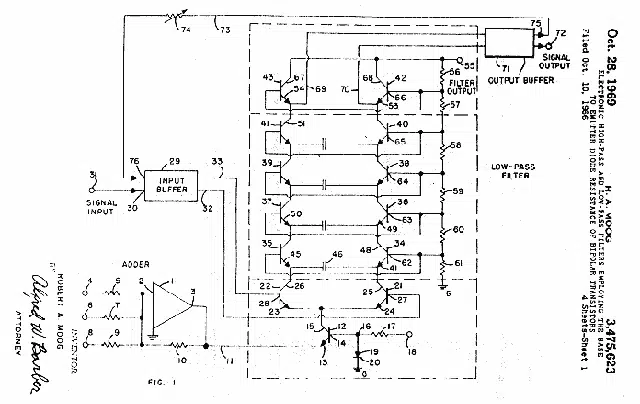 Oct. 28, 1969
H. A. MOOG
3,475,623
ELECTRONIC HIGH-PASS AND LOW-PASS FILTERS EMPLOYING THE BASE
TO EMITTER DIODE RESISTANCE OF BIPOLAR TRANSISTORS
Filed Oct. 10, 1966
4 Sheets-Sheet 1
75
72
74
73
SIGNAL
OUTPUT
71
OUTPUT BUFFER
55
FILTER
OUTPUT
43
67
54
69
68
70
42
66
53
56
57
41
51
40
65
58
LOW-PASS
FILTER
39
38
64
59
37
50
36
63
49
60
35
45
46
48
34
62
61
41
G
31
76
29
33
INPUT
BUFFER
SIGNAL
INPUT
30
32
22
26
28
23
25
21
27
24
ADDER
4
5
2
1
3
6
7
8
9
10
11
15
12
14
13
16
17
18
19
20
G
FIG. 1
INVENTOR
ROBERT A MOOG
BY
Alfred W. Barber
ATTORNEY